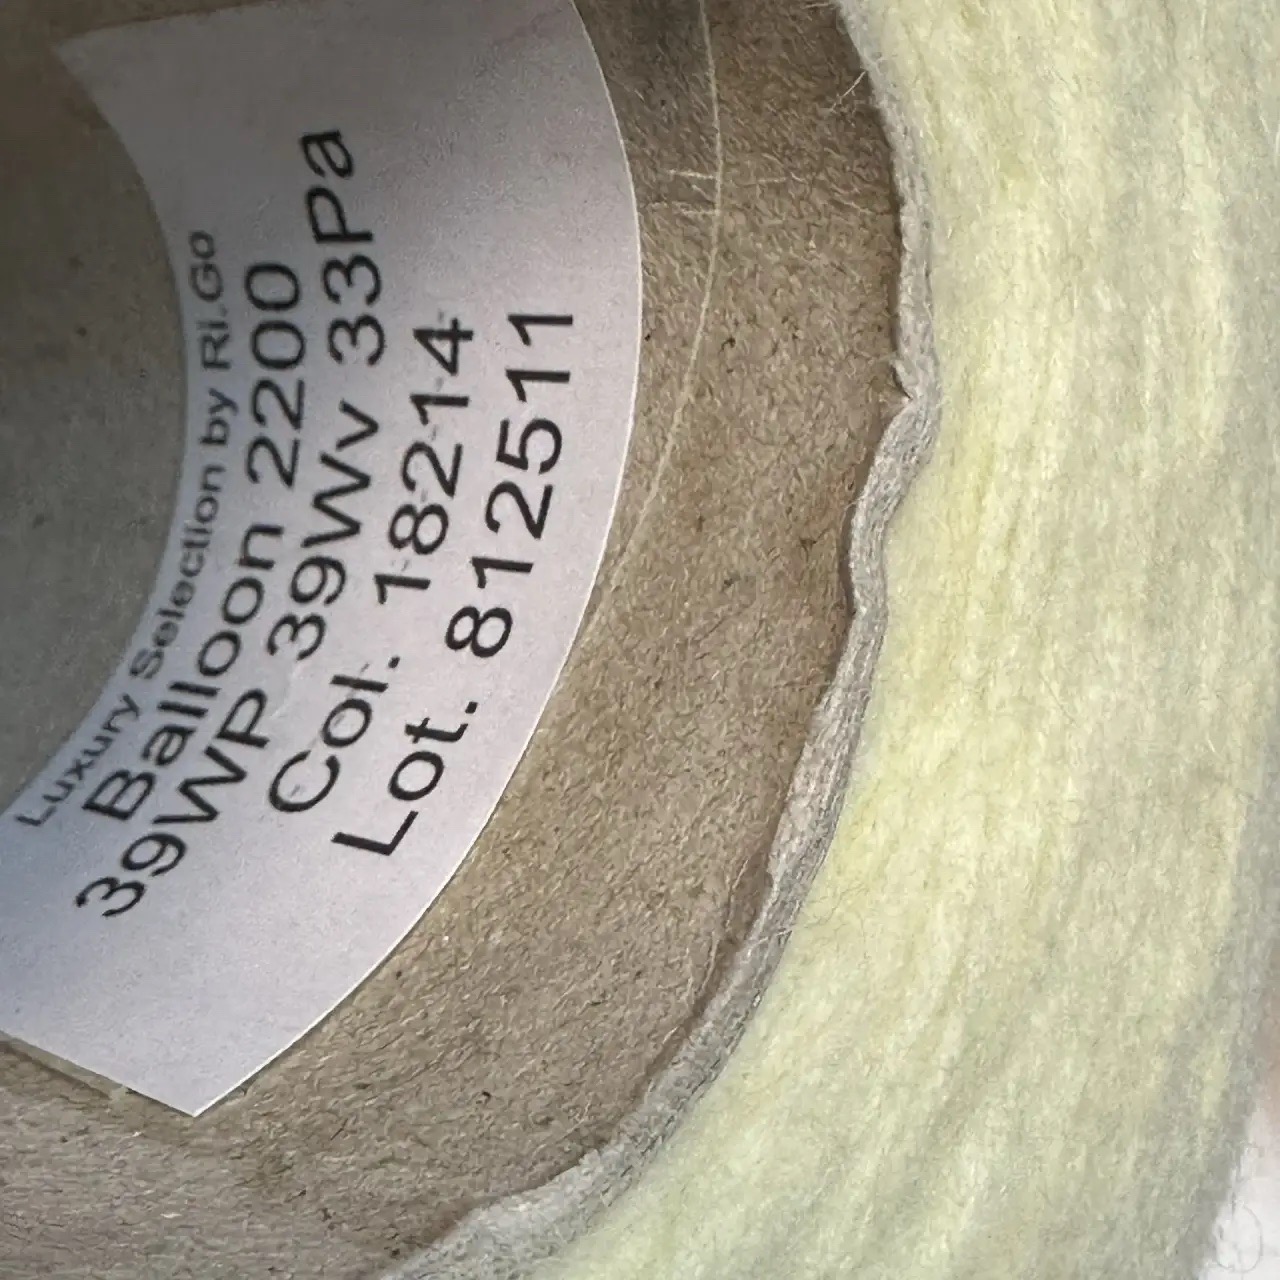 Luxury Selection by Ri.Go
Balloon 2200
39WP 39Wv 33Pa
Col. 18214
Lot. 812511